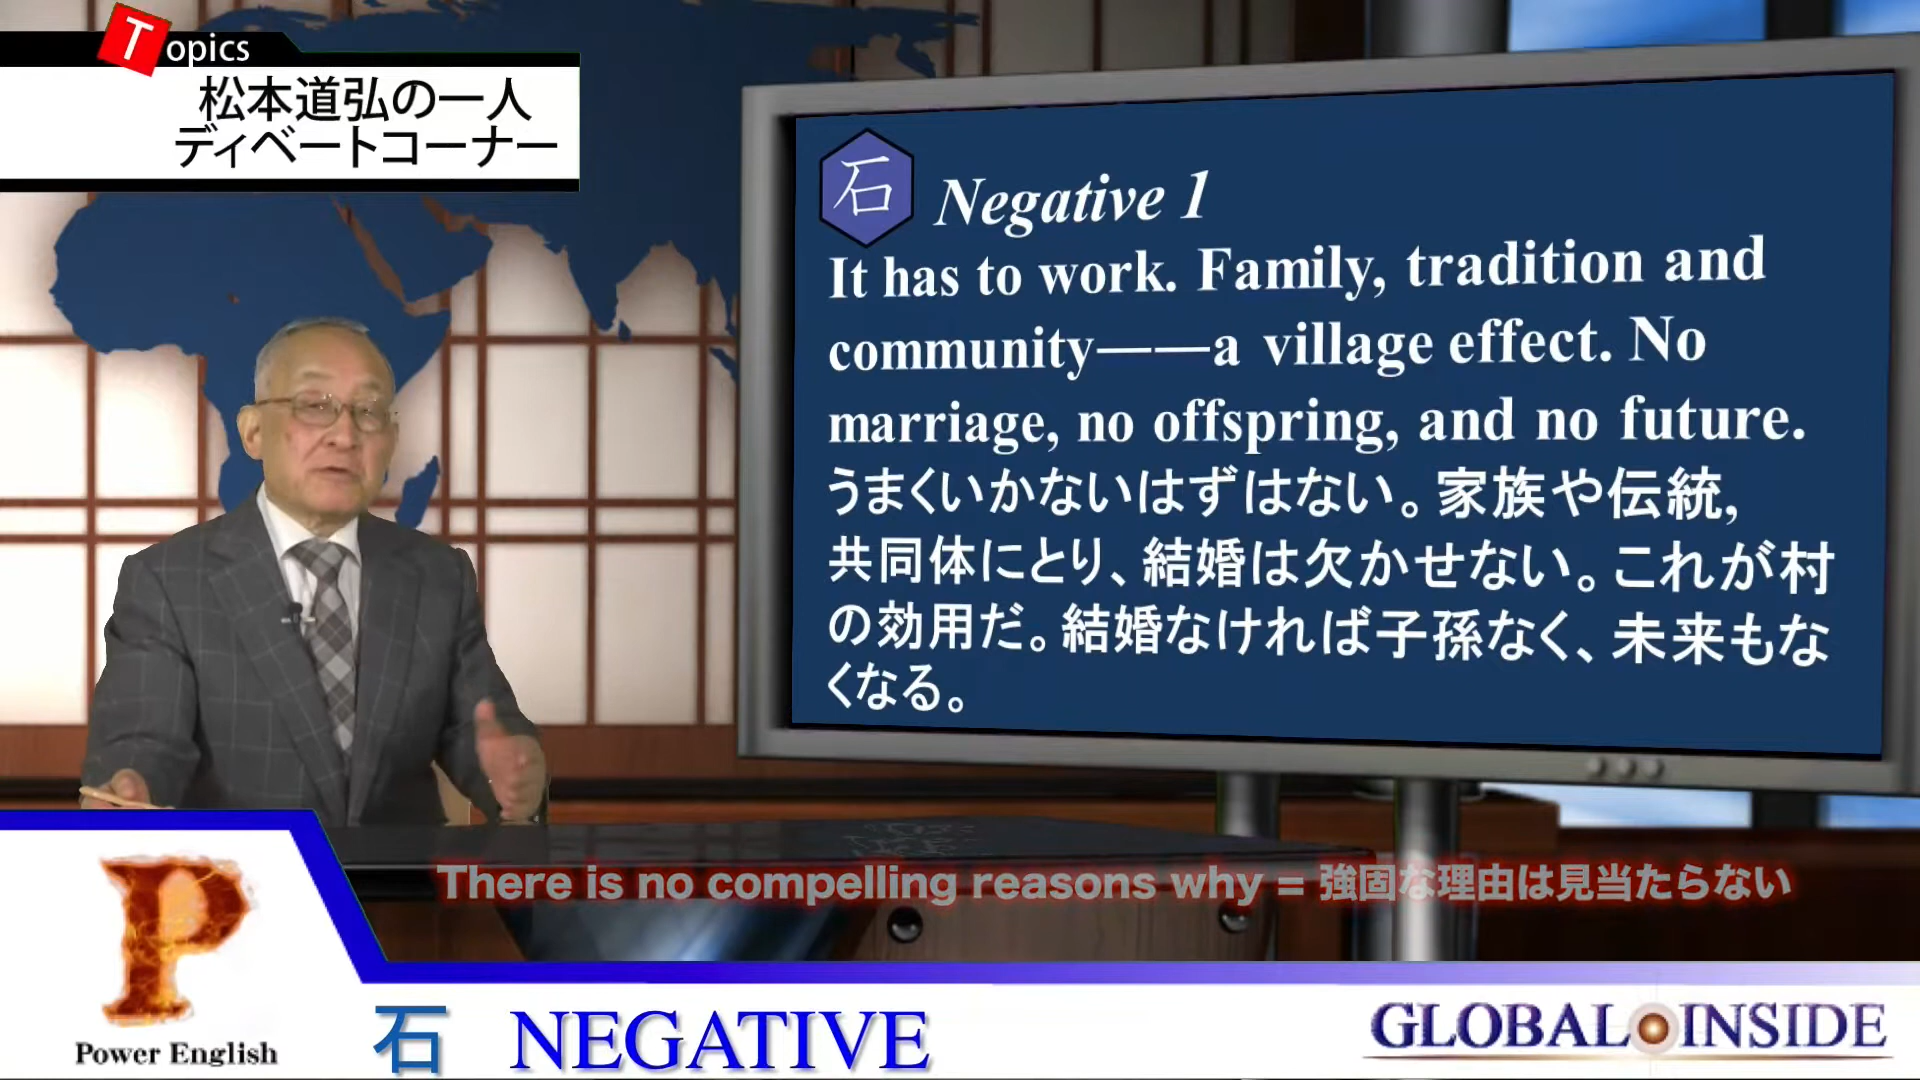 Topics
松本道弘の一人
ディベートコーナー
石 Negative 1
It has to work. Family, tradition and
community——a village effect. No
marriage, no offspring, and no future.
うまくいかないはずはない。家族や伝統,
共同体にとり、結婚は欠かせない。これが村
の効用だ。結婚なければ子孫なく、未来もな
くなる。
There is no compelling reasons why = 強固な理由は見当たらない
P
Power English
石 NEGATIVE
GLOBAL INSIDE